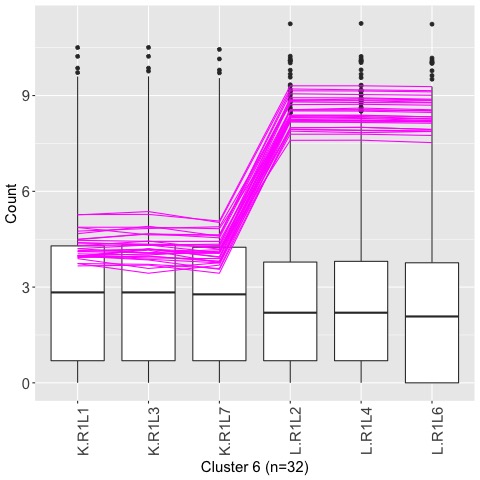 Count
9
6
3
0
K.R1L1
K.R1L3
K.R1L7
L.R1L2
L.R1L4
L.R1L6
Cluster 6 (n=32)